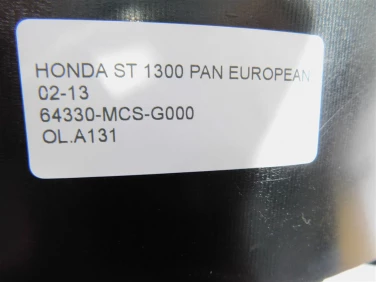 HONDA ST 1300 PAN EUROPEAN
02-13
64330-MCS-G000
OL.A131